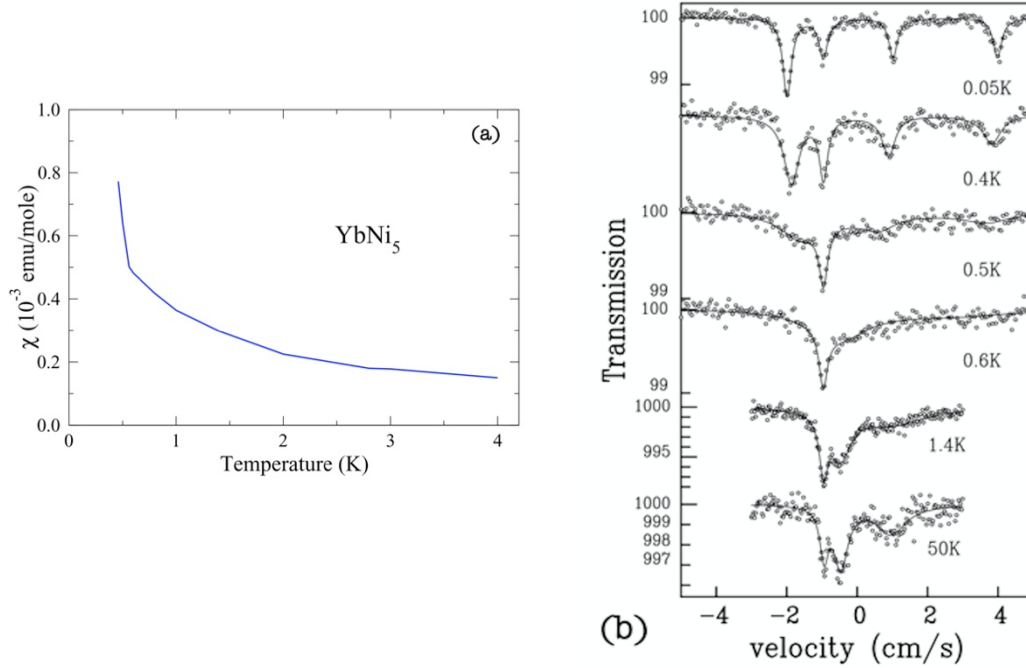 (a)
YbNi5
χ (10-3 emu/mole)
1.0
0.8
0.6
0.4
0.2
0.0
0 1 2 3 4
Temperature (K)
Transmission
100
99
0.05K
0.4K
100
99
0.5K
100
99
0.6K
1000
995
1.4K
1000
999
998
997
50K
-4 -2 0 2 4
velocity (cm/s)
(b)